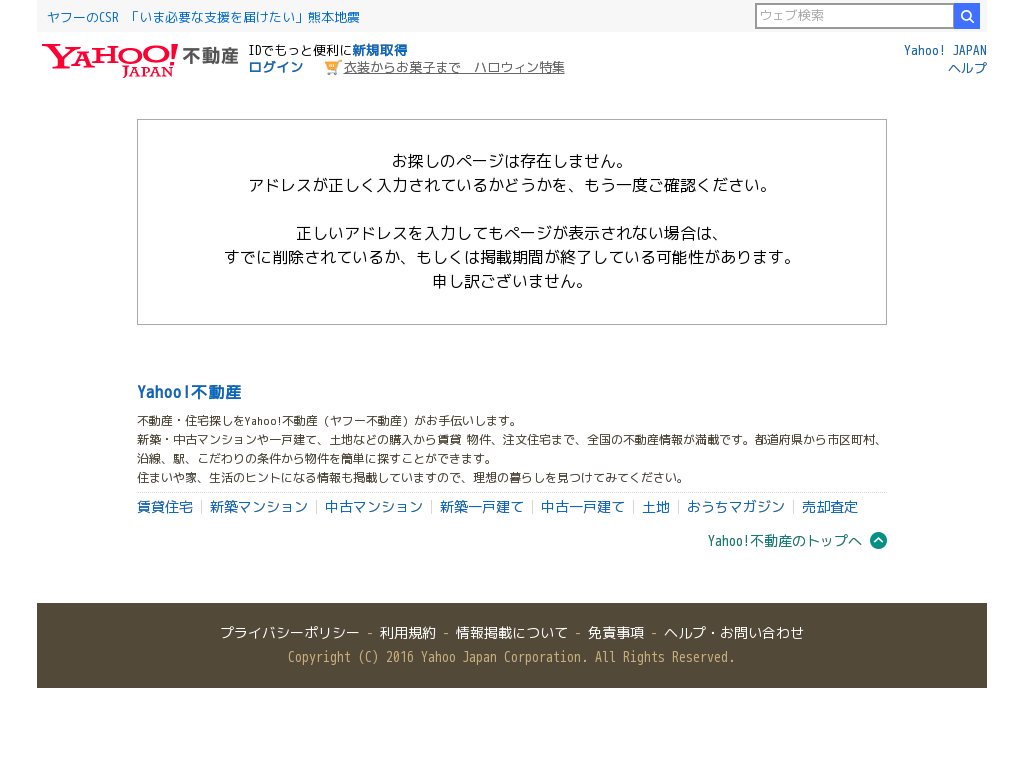 ヤフーのCSR 「いま必要な支援を届けたい」熊本地震
ウェブ検索
YAHOO! JAPAN 不動産
IDでもっと便利に新規取得
ログイン 衣装からお菓子まで ハロウィン特集
Yahoo! JAPAN
ヘルプ
お探しのページは存在しません。
アドレスが正しく入力されているかどうかを、もう一度ご確認ください。
正しいアドレスを入力してもページが表示されない場合は、
すでに削除されているか、もしくは掲載期間が終了している可能性があります。
申し訳ございません。
Yahoo!不動産
不動産・住宅探しをYahoo!不動産（ヤフー不動産）がお手伝いします。
新築・中古マンションや一戸建て、土地などの購入から賃貸 物件、注文住宅まで、全国の不動産情報が満載です。都道府県から市区町村、
沿線、駅、こだわりの条件から物件を簡単に探すことができます。
住まいや家、生活のヒントになる情報も掲載していますので、理想の暮らしを見つけてみてください。
賃貸住宅 新築マンション 中古マンション 新築一戸建て 中古一戸建て 土地 おうちマガジン 売却査定
Yahoo!不動産のトップへ
プライバシーポリシー - 利用規約 - 情報掲載について - 免責事項 - ヘルプ・お問い合わせ
Copyright (C) 2016 Yahoo Japan Corporation. All Rights Reserved.